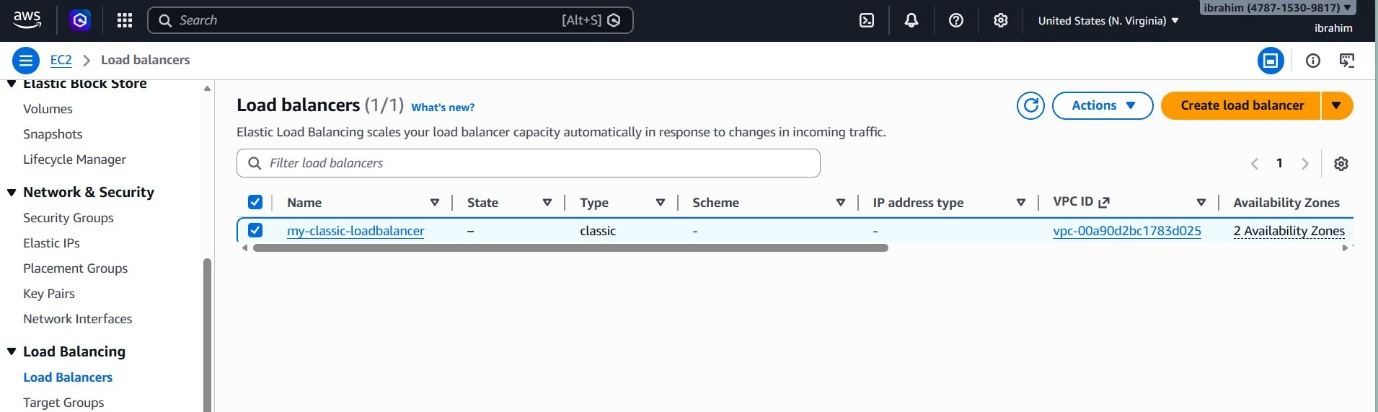 aws
Search [Alt+S]
United States (N. Virginia)
ibrahim (4787-1530-9817)
ibrahim
EC2 > Load balancers
Elastic Block Store
Volumes
Snapshots
Lifecycle Manager
Network & Security
Security Groups
Elastic IPs
Placement Groups
Key Pairs
Network Interfaces
Load Balancing
Load Balancers
Target Groups
Load balancers (1/1) What's new?
Actions
Create load balancer
Elastic Load Balancing scales your load balancer capacity automatically in response to changes in incoming traffic.
Filter load balancers
1
Name State Type Scheme IP address type VPC ID Availability Zones
my-classic-loadbalancer – classic - - vpc-00a90d2bc1783d025 2 Availability Zones